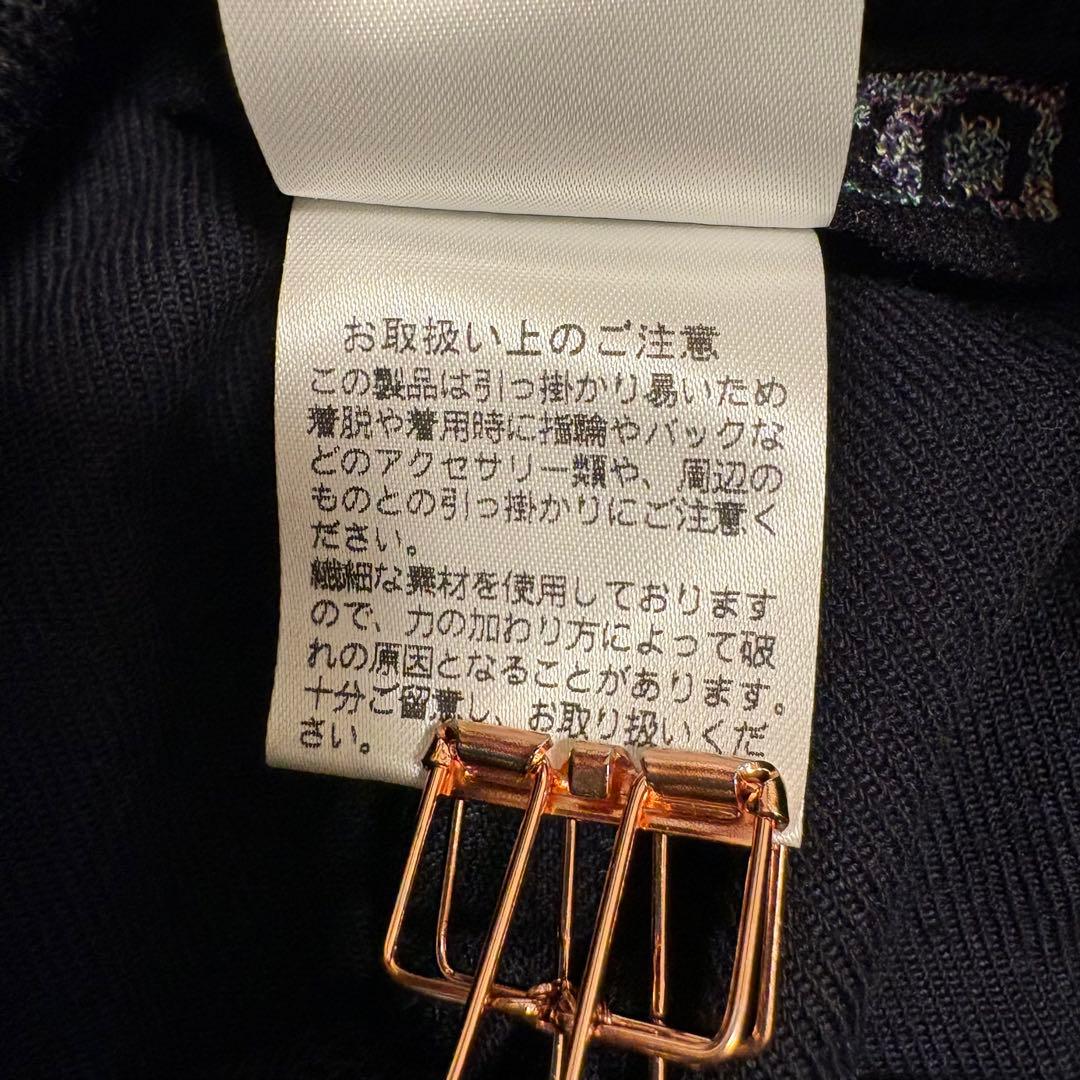 お取扱い上のご注意
この製品は引っ掛かり易いため
着脱や着用時に指輪やバックな
どのアクセサリー類や、周辺の
ものとの引っ掛かりにご注意く
ださい。
繊細な素材を使用しております
ので、力の加わり方によって破
れの原因となることがあります。
十分ご留意し、お取り扱いくだ
さい。